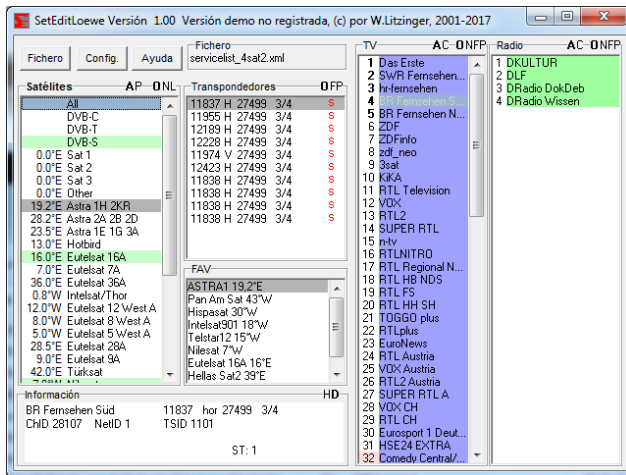 SetEditLoewe Versión 1.00 Versión demo no registrada, (c) por W.Litzinger, 2001-2017
Fichero
Config.
Ayuda
Fichero
servicelist_4sat2.xml
Satélites AP ONL
All
DVB-C
DVB-T
DVB-S
0.0°E Sat 1
0.0°E Sat 2
0.0°E Sat 3
0.0°E Other
19.2°E Astra 1H 2KR
28.2°E Astra 2A 2B 2D
23.5°E Astra 1E 1G 3A
13.0°E Hotbird
16.0°E Eutelsat 16A
7.0°E Eutelsat 7A
36.0°E Eutelsat 36A
0.8°W Intelsat/Thor
12.0°W Eutelsat 12 West A
8.0°W Eutelsat 8 West A
5.0°W Eutelsat 5 West A
28.5°E Eutelsat 28A
9.0°E Eutelsat 9A
42.0°E Türksat
Transpondedores OFP
11837 H 27499 3/4 S
11955 H 27499 3/4 S
12189 H 27499 3/4 S
12228 H 27499 3/4 S
11974 V 27499 3/4 S
12423 H 27499 3/4 S
11838 H 27499 3/4 S
11838 H 27499 3/4 S
11838 H 27499 3/4 S
11838 H 27499 3/4 S
FAV
ASTRA1 19,2°E
Pan Am Sat 43°W
Hispasat 30°W
Intelsat901 18°W
Telstar12 15°W
Nilesat 7°W
Eutelsat 16A 16°E
Hellas Sat2 39°E
Información HD
BR Fernsehen Süd 11837 hor 27499 3/4
ChID 28107 NetID 1 TSID 1101
ST: 1
TV AC ONFP
1 Das Erste
2 SWR Fernsehen...
3 hr-fernsehen
4 BR Fernsehen S...
5 BR Fernsehen N...
6 ZDF
7 ZDFinfo
8 zdf_neo
9 3sat
10 KiKA
11 RTL Television
12 VOX
13 RTL2
14 SUPER RTL
15 n-tv
16 RTLNITRO
17 RTL Regional N...
18 RTL HB NDS
19 RTL FS
20 RTL HH SH
21 TOGGO plus
22 RTLplus
23 EuroNews
24 RTL Austria
25 VOX Austria
26 RTL2 Austria
27 SUPER RTL A
28 VOX CH
29 RTL CH
30 Eurosport 1 Deut...
31 HSE24 EXTRA
32 Comedy Central/...
Radio AC ONFP
1 DKULTUR
2 DLF
3 DRadio DokDeb
4 DRadio Wissen